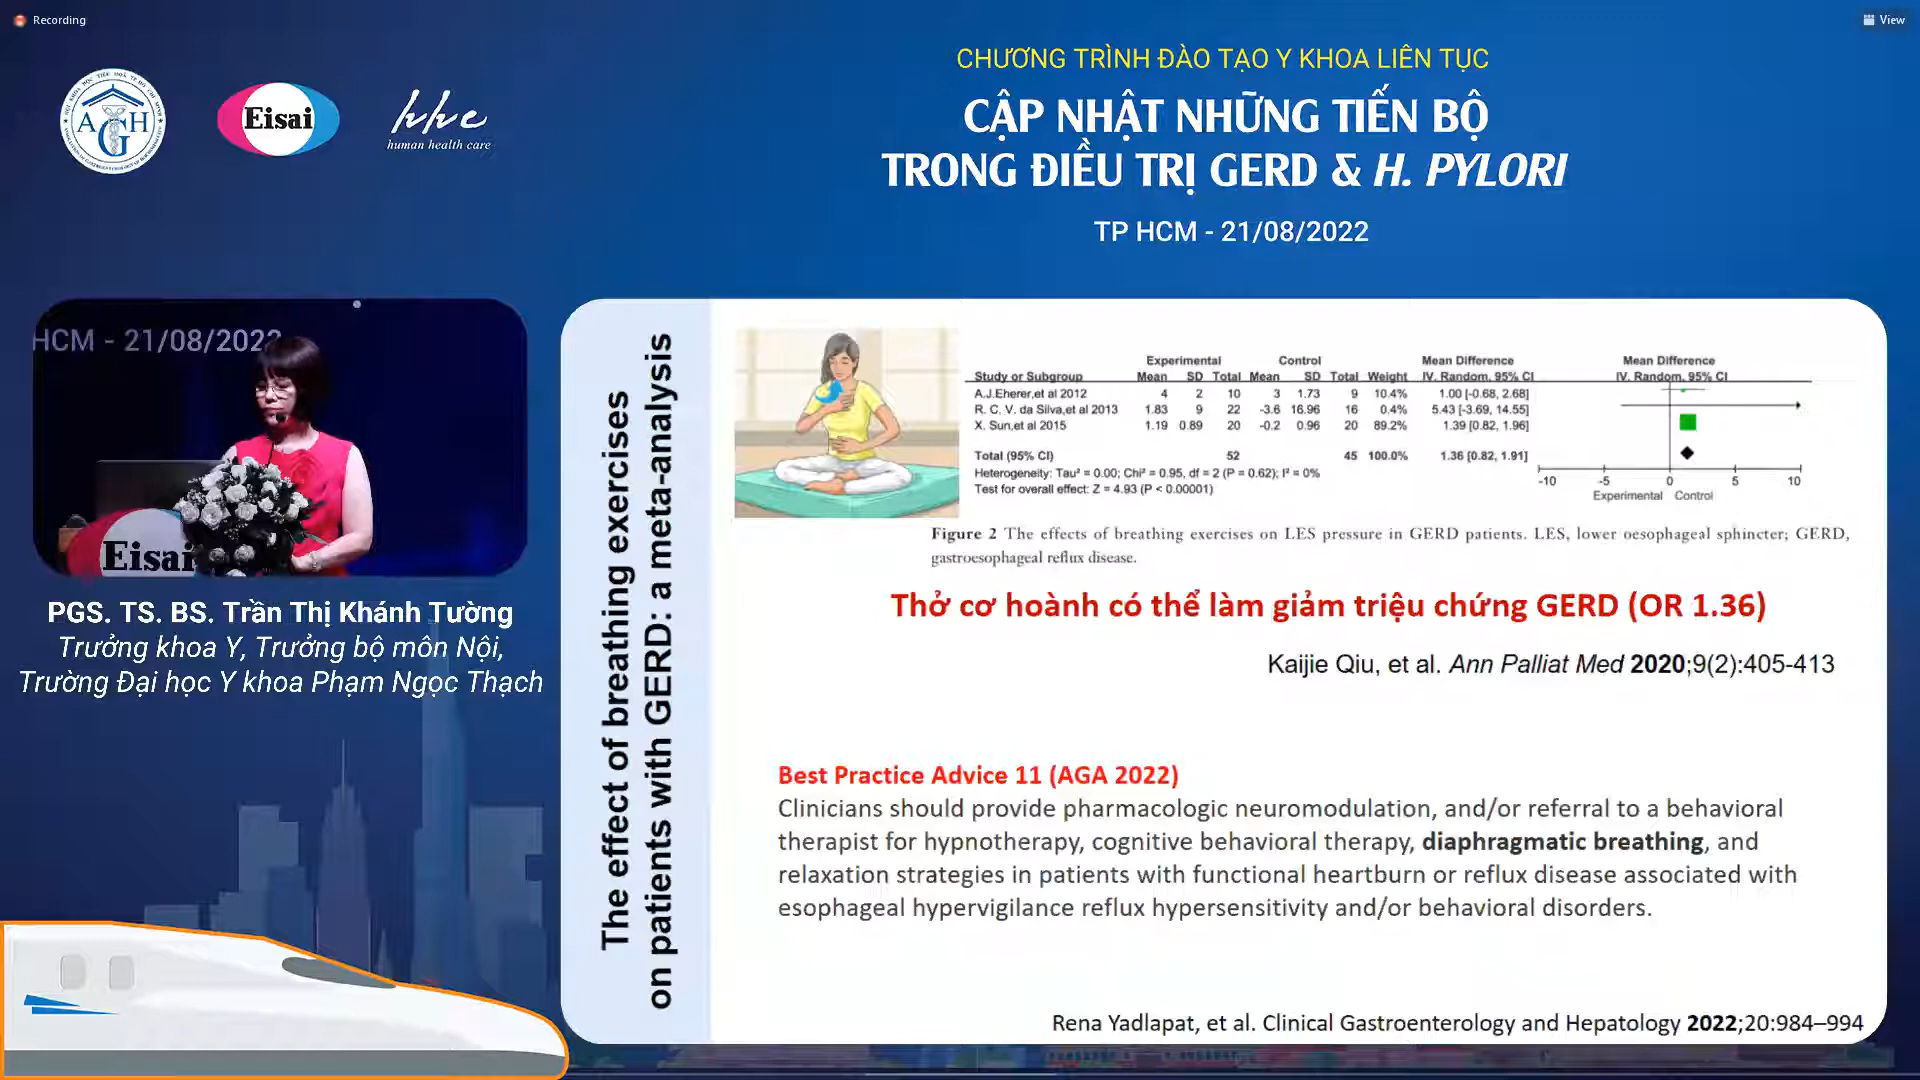 Recording
View
CHƯƠNG TRÌNH ĐÀO TẠO Y KHOA LIÊN TỤC
CẬP NHẬT NHỮNG TIẾN BỘ
TRONG ĐIỀU TRỊ GERD & H. PYLORI
TP HCM - 21/08/2022
AGH
Eisai
hhc
human health care
HCM - 21/08/2022
Eisai
PGS. TS. BS. Trần Thị Khánh Tường
Trưởng khoa Y, Trưởng bộ môn Nội,
Trường Đại học Y khoa Phạm Ngọc Thạch
The effect of breathing exercises
on patients with GERD: a meta-analysis
Experimental Control Mean Difference Mean Difference
Study or Subgroup Mean SD Total Mean SD Total Weight IV. Random. 95% CI IV. Random. 95% CI
A.J.Eherer,et al 2012 4 2 10 3 1.73 9 10.4% 1.00 [-0.68, 2.68]
R. C. V. da Silva,et al 2013 1.83 9 22 -3.6 16.96 16 0.4% 5.43 [-3.69, 14.55]
X. Sun,et al 2015 1.19 0.89 20 -0.2 0.96 20 89.2% 1.39 [0.82, 1.96]
Total (95% CI) 52 45 100.0% 1.36 [0.82, 1.91]
Heterogeneity: Tau² = 0.00; Chi² = 0.95, df = 2 (P = 0.62); I² = 0%
Test for overall effect: Z = 4.93 (P < 0.00001)
-10 -5 0 5 10
Experimental Control
Figure 2 The effects of breathing exercises on LES pressure in GERD patients. LES, lower oesophageal sphincter; GERD,
gastroesophageal reflux disease.
Thở cơ hoành có thể làm giảm triệu chứng GERD (OR 1.36)
Kaijie Qiu, et al. Ann Palliat Med 2020;9(2):405-413
Best Practice Advice 11 (AGA 2022)
Clinicians should provide pharmacologic neuromodulation, and/or referral to a behavioral
therapist for hypnotherapy, cognitive behavioral therapy, diaphragmatic breathing, and
relaxation strategies in patients with functional heartburn or reflux disease associated with
esophageal hypervigilance reflux hypersensitivity and/or behavioral disorders.
Rena Yadlapat, et al. Clinical Gastroenterology and Hepatology 2022;20:984–994